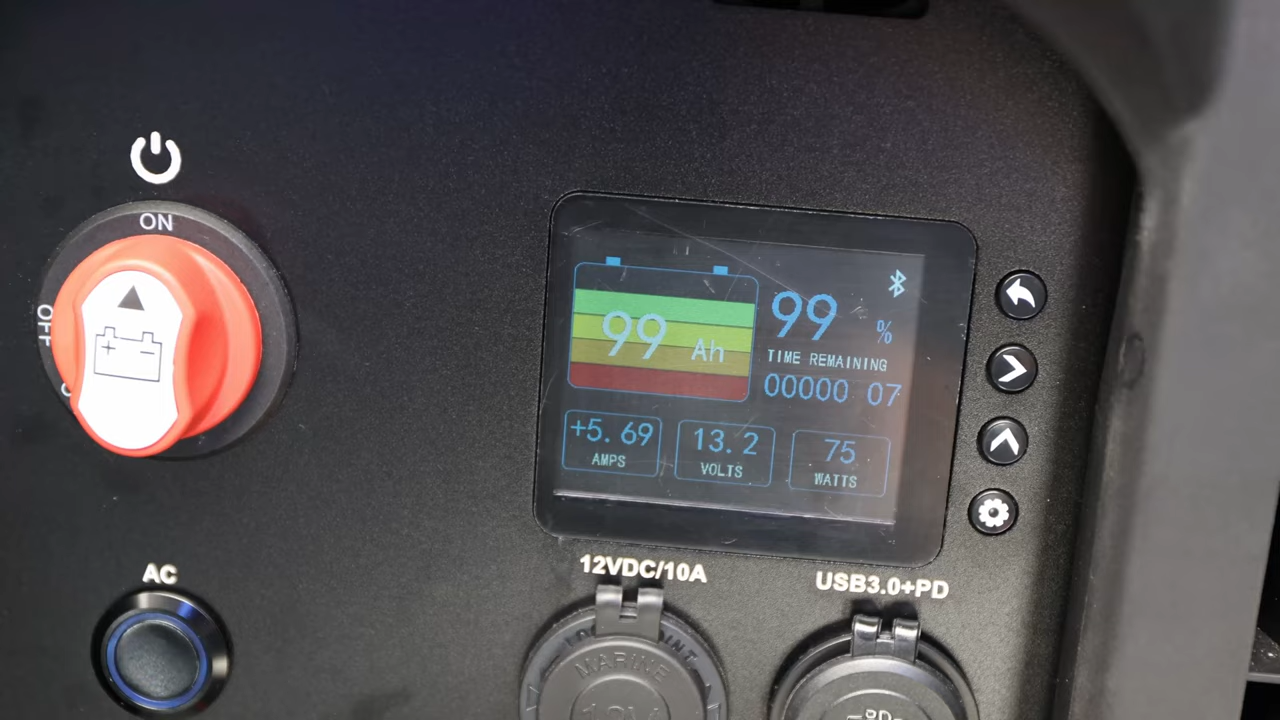 ON
OFF
99 Ah
99 %
TIME REMAINING
00000 07
+5.69
AMPS
13.2
VOLTS
75
WATTS
AC
12VDC/10A
USB3.0+PD
MARINE